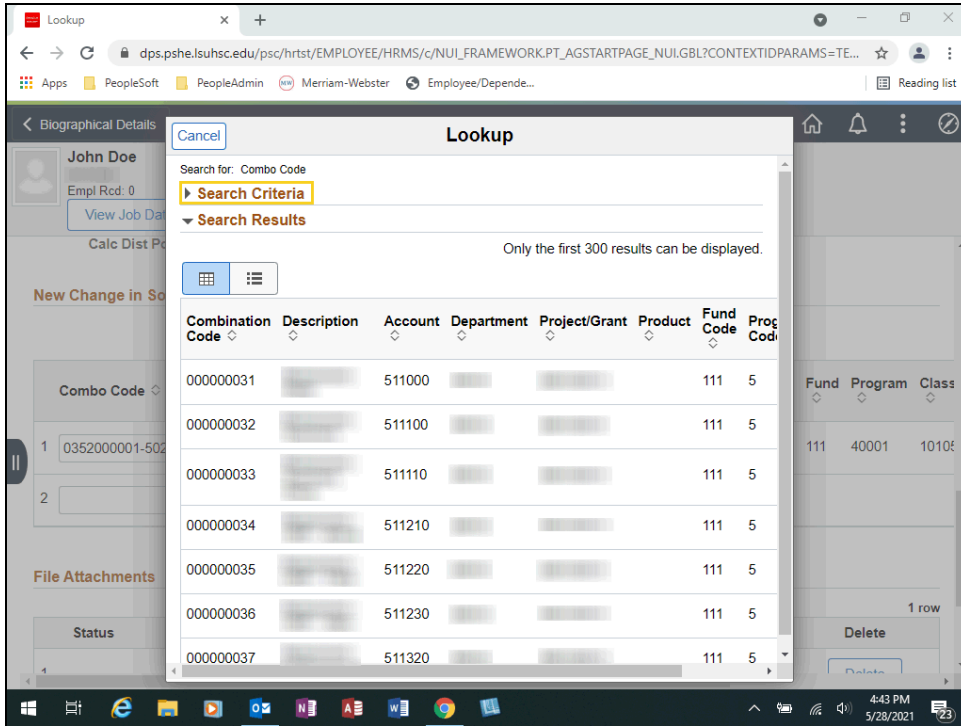 Lookup
dps.pshe.lsuhsc.edu/psc/hrtst/EMPLOYEE/HRMS/c/NUI_FRAMEWORK.PT_AGSTARTPAGE_NUI.GBL?CONTEXTIDPARAMS=TE...
Apps PeopleSoft PeopleAdmin Merriam-Webster Employee/Depende... Reading list
Biographical Details
Cancel Lookup
John Doe
Empl Rcd: 0
View Job Dat
Calc Dist Po
New Change in So
Combo Code Fund Program Class
1 0352000001-502 111 40001 10105
2
File Attachments
1 row
Status Delete
1 Delete
Search for: Combo Code
Search Criteria
Search Results
Only the first 300 results can be displayed.
Combination Code Description Account Department Project/Grant Product Fund Code Prog Code
000000031 511000 111 5
000000032 511100 111 5
000000033 511110 111 5
000000034 511210 111 5
000000035 511220 111 5
000000036 511230 111 5
000000037 511320 111 5
4:43 PM
5/28/2021
23